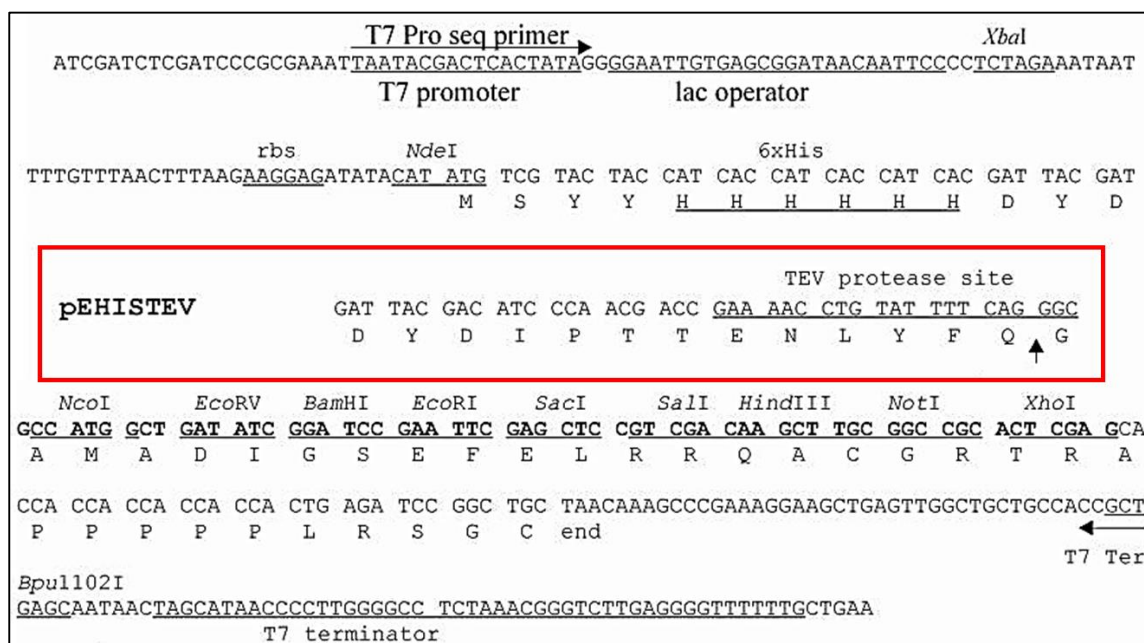 T7 Pro seq primer XbaI
ATCGATCTCGATCCCGCGAAATTAATACGACTCACTATAGGGGAATTGTGAGCGGATAACAATTCCCCTCTAGAAATAAT
T7 promoter lac operator
rbs NdeI 6xHis
TTTGTTTAACTTTAAGAAGGAGATATACAT ATG TCG TAC TAC CAT CAC CAT CAC CAT CAC GAT TAC GAT
M S Y Y H H H H H H D Y D
TEV protease site
pEHISTEV GAT TAC GAC ATC CCA ACG ACC GAA AAC CTG TAT TTT CAG GGC
D Y D I P T T E N L Y F Q G
NcoI EcoRV BamHI EcoRI SacI SalI HindIII NotI XhoI
GCC ATG GCT GAT ATC GGA TCC GAA TTC GAG CTC CGT CGA CAA GCT TGC GGC CGC ACT CGA GCA
A M A D I G S E F E L R R Q A C G R T R A
CCA CCA CCA CCA CCA CTG AGA TCC GGC TGC TAACAAAGCCCGAAAGGAAGCTGAGTTGGCTGCTGCCACCGCT
P P P P P L R S G C end
T7 Ter
Bpu1102I
GAGCAATAACTAGCATAACCCCTTGGGGCC TCTAAACGGGTCTTGAGGGGTTTTTTGCTGAA
T7 terminator